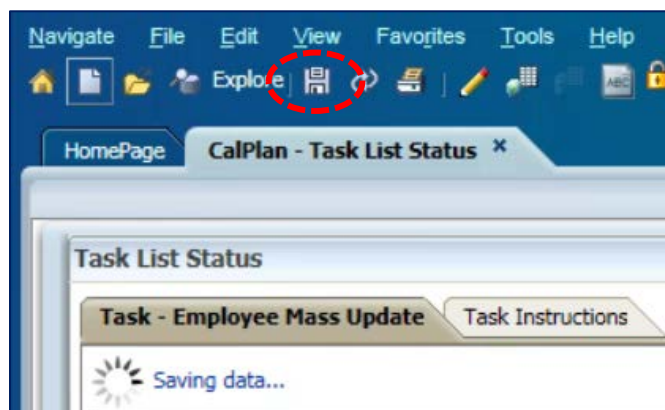 Navigate File Edit View Favorites Tools Help
Explore
ABC
HomePage CalPlan - Task List Status ×
Task List Status
Task - Employee Mass Update Task Instructions
Saving data...